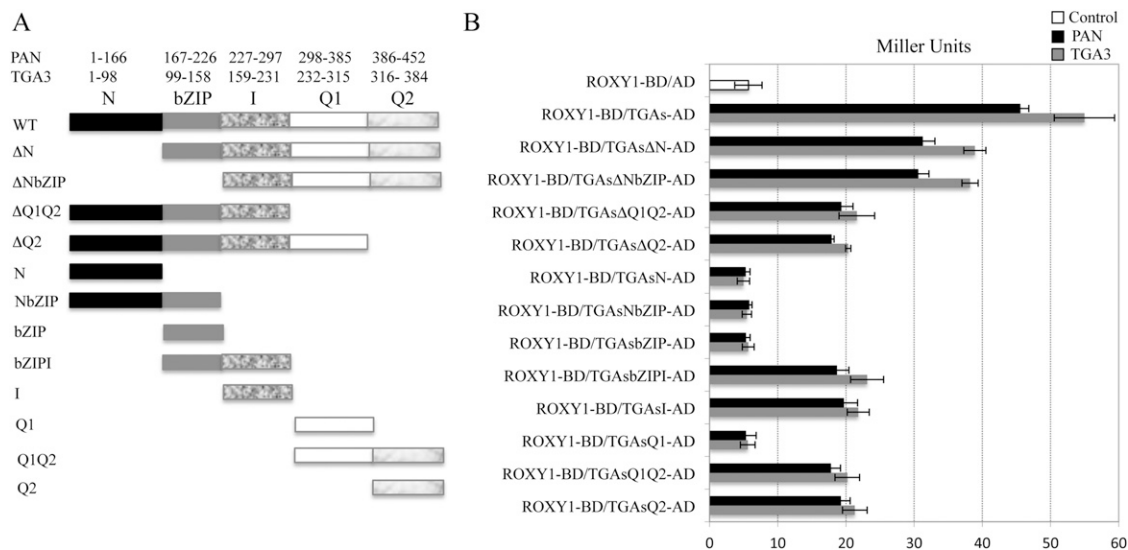 A
PAN 1-166 167-226 227-297 298-385 386-452
TGA3 1-98 99-158 159-231 232-315 316- 384
N bZIP I Q1 Q2
WT
ΔN
ΔNbZIP
ΔQ1Q2
ΔQ2
N
NbZIP
bZIP
bZIPI
I
Q1
Q1Q2
Q2
B
Control
PAN
TGA3
Miller Units
ROXY1-BD/AD
ROXY1-BD/TGAs-AD
ROXY1-BD/TGAsΔN-AD
ROXY1-BD/TGAsΔNbZIP-AD
ROXY1-BD/TGAsΔQ1Q2-AD
ROXY1-BD/TGAsΔQ2-AD
ROXY1-BD/TGAsN-AD
ROXY1-BD/TGAsNbZIP-AD
ROXY1-BD/TGAsbZIP-AD
ROXY1-BD/TGAsbZIPI-AD
ROXY1-BD/TGAsI-AD
ROXY1-BD/TGAsQ1-AD
ROXY1-BD/TGAsQ1Q2-AD
ROXY1-BD/TGAsQ2-AD
0 10 20 30 40 50 60